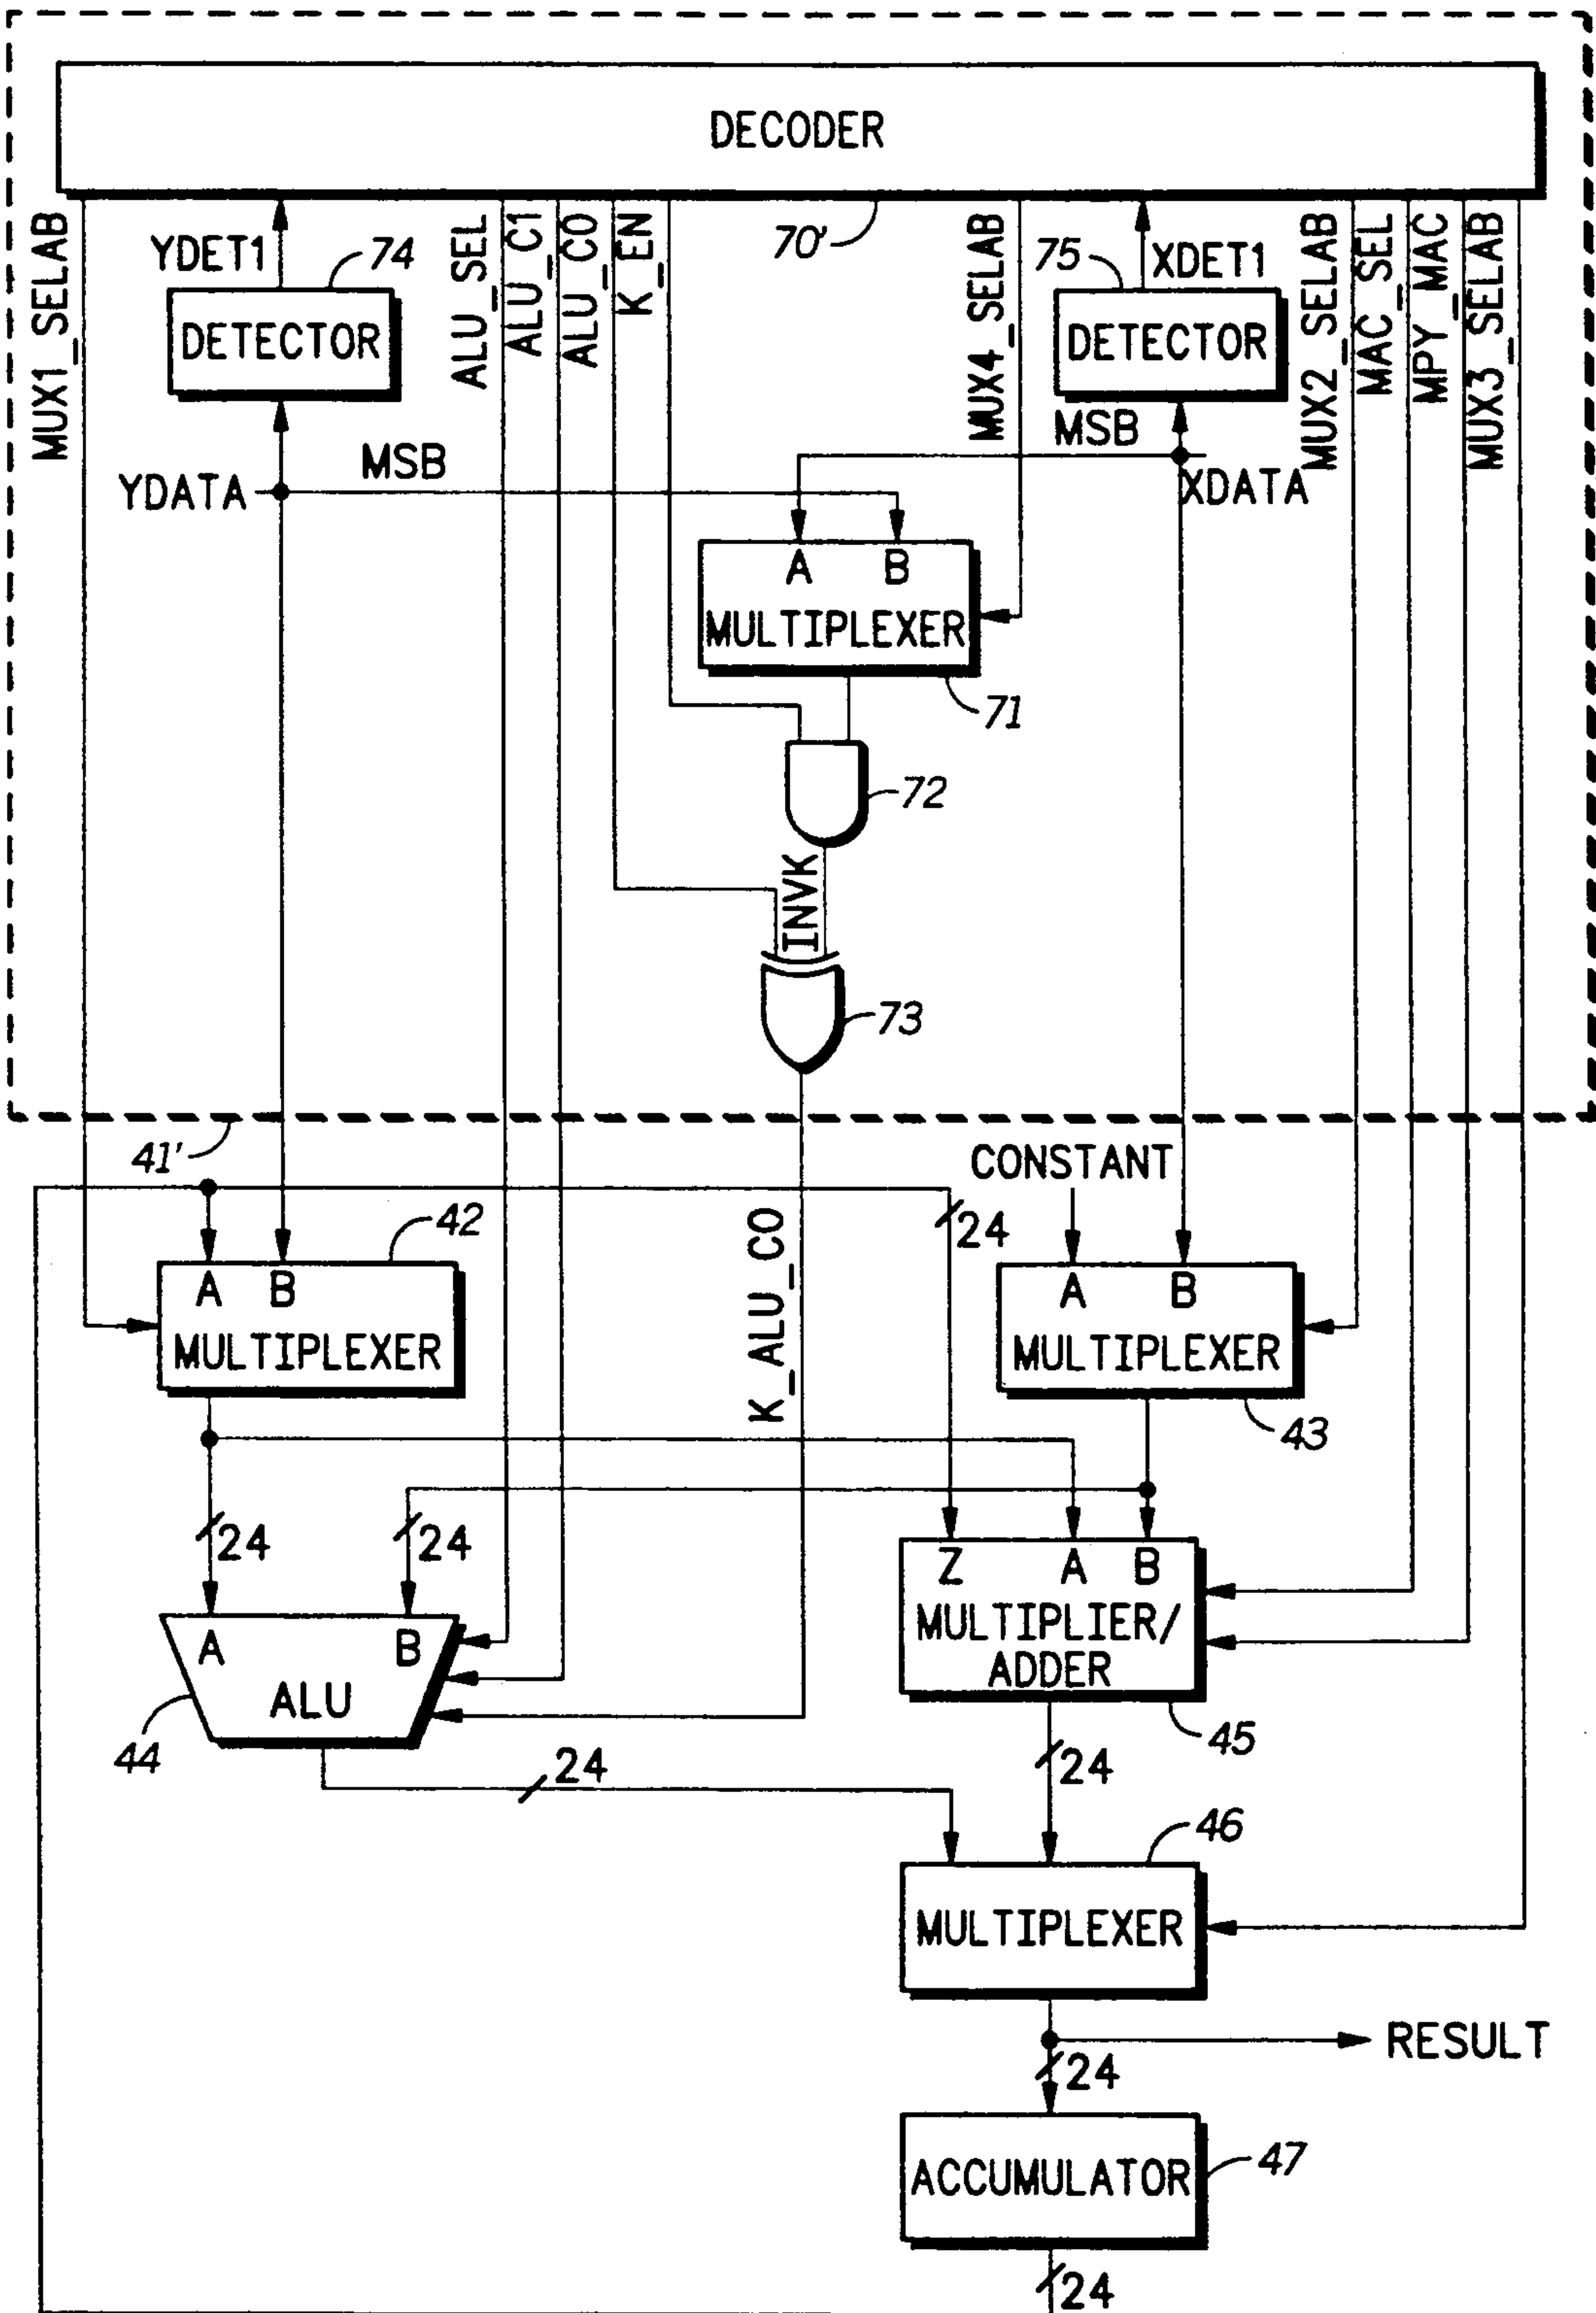 DECODER
MUX1_SELAB
YDET1
74
ALU_SEL
ALU_C1
ALU_C0
K_EN
70'
MUX4_SELAB
75
XDET1
MUX2_SELAB
MAC_SEL
MPY_MAC
MUX3_SELAB
DETECTOR
DETECTOR
MSB
MSB
YDATA
XDATA
A B
MULTIPLEXER
71
72
INVK
73
41'
CONSTANT
42
24
K_ALU_C0
A B
MULTIPLEXER
A B
MULTIPLEXER
43
24
24
Z A B
MULTIPLIER/
ADDER
A B
ALU
44
45
24
24
46
MULTIPLEXER
RESULT
24
ACCUMULATOR
47
24